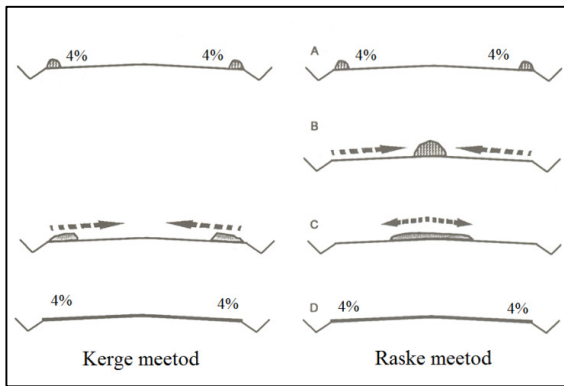 4% 4% A 4% 4%
B
C
4% 4% D 4% 4%
Kerge meetod Raske meetod